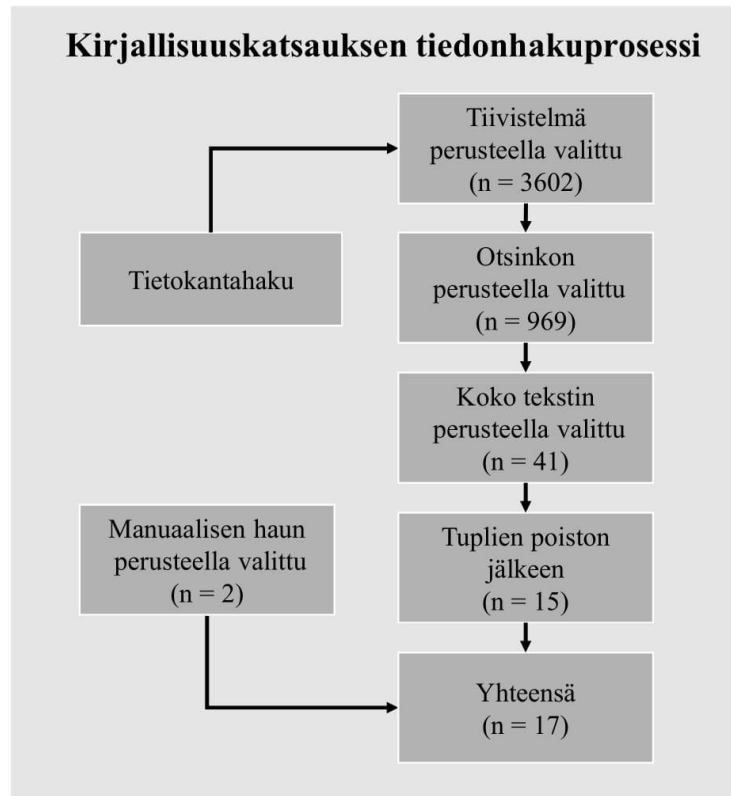 Kirjallisuuskatsauksen tiedonhakuprosessi
Tiivistelmä
perusteella valittu
(n = 3602)
Tietokantahaku
Otsinkon
perusteella valittu
(n = 969)
Koko tekstin
perusteella valittu
(n = 41)
Manuaalisen haun
perusteella valittu
(n = 2)
Tuplien poiston
jälkeen
(n = 15)
Yhteensä
(n = 17)